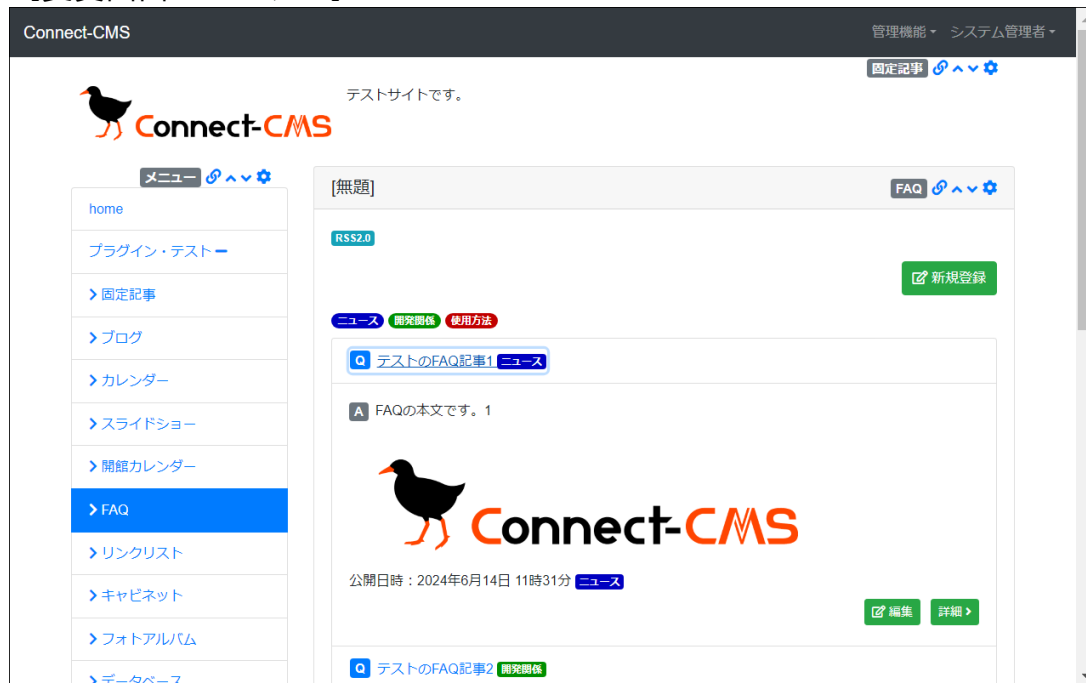 Connect-CMS
管理機能 システム管理者
固定記事
Connect-CMS
テストサイトです。
メニュー
home
プラグイン・テスト
固定記事
ブログ
カレンダー
スライドショー
開館カレンダー
FAQ
リンクリスト
キャビネット
フォトアルバム
データベース
[無題]
FAQ
RSS2.0
新規登録
ニュース 開発関係 使用方法
Q テストのFAQ記事1 ニュース
A FAQの本文です。1
Connect-CMS
公開日時：2024年6月14日 11時31分 ニュース
編集 詳細
Q テストのFAQ記事2 開発関係